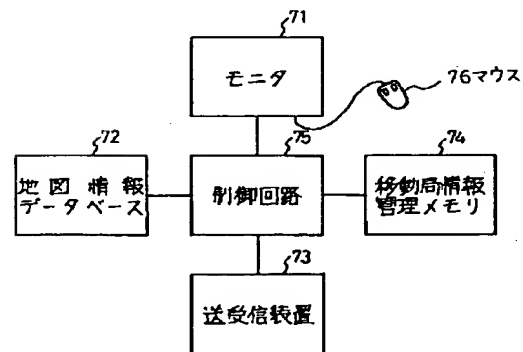 71
モニタ
76マウス
72
地図情報
データベース
75
制御回路
74
移動局情報
管理メモリ
73
送受信装置